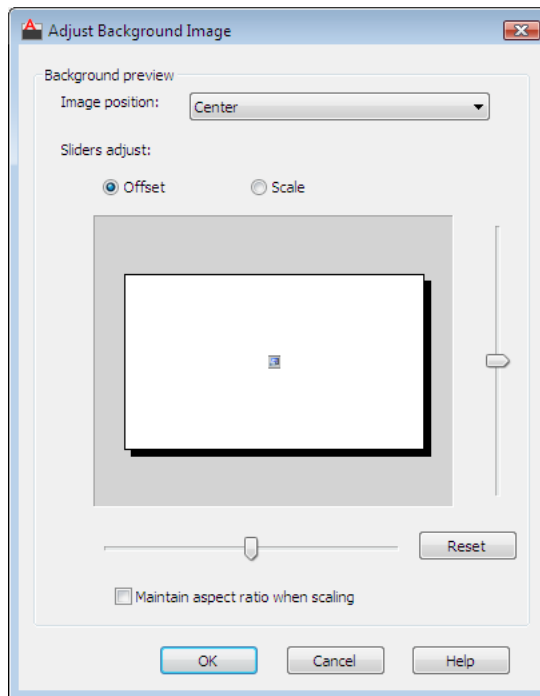 Adjust Background Image
Background preview
Image position:
Center
Sliders adjust:
Offset
Scale
Reset
Maintain aspect ratio when scaling
OK
Cancel
Help